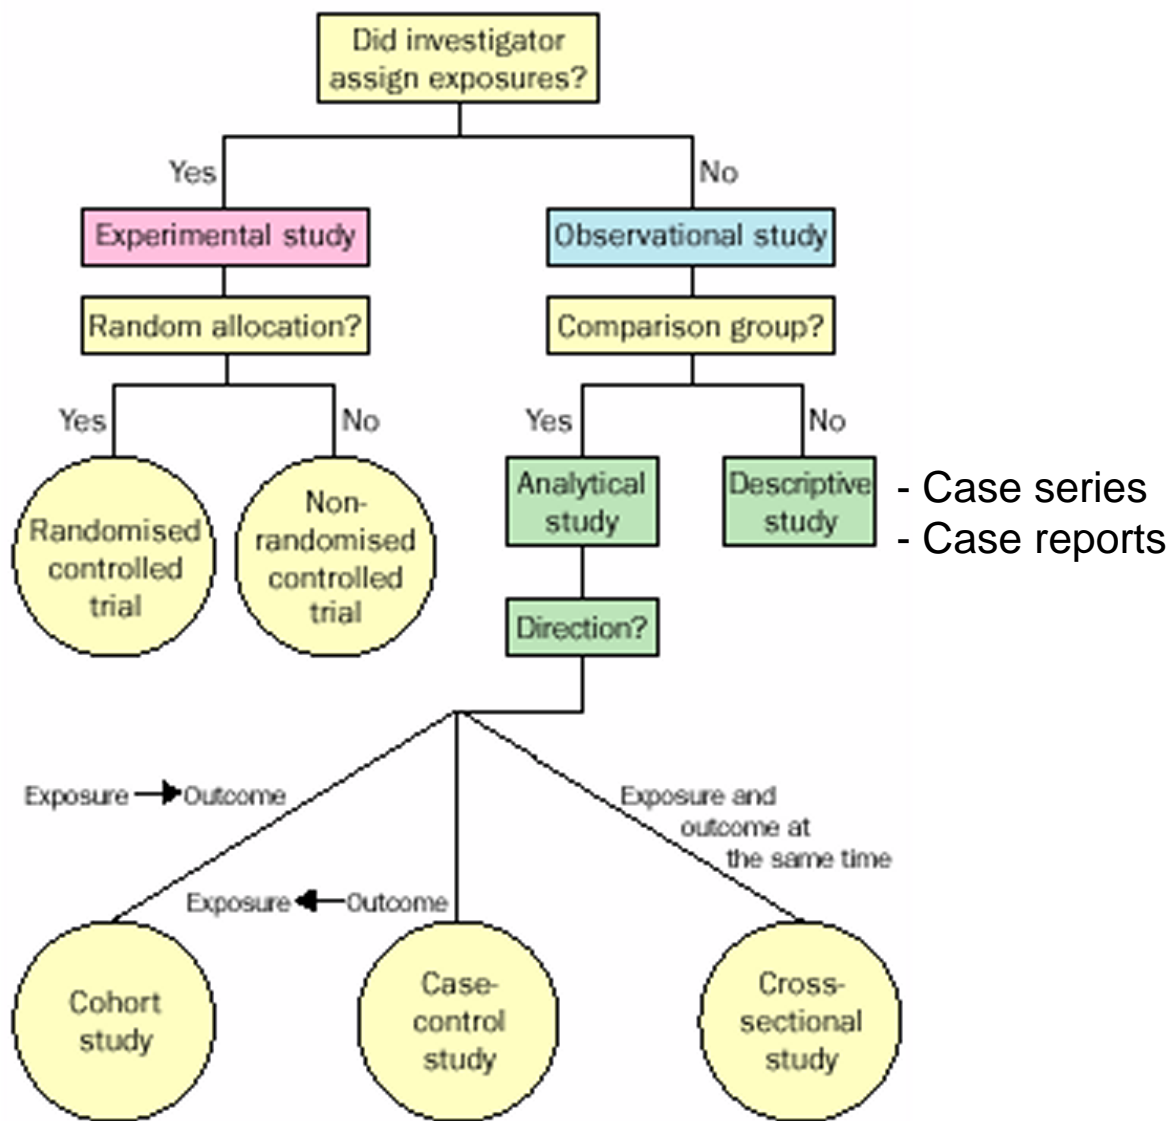 Did investigator
assign exposures?
Yes
No
Experimental study
Observational study
Random allocation?
Comparison group?
Yes
No
Yes
No
Randomised
controlled
trial
Non-
randomised
controlled
trial
Analytical
study
Descriptive
study
- Case series
- Case reports
Direction?
Exposure → Outcome
Exposure and
outcome at
the same time
Exposure ← Outcome
Cohort
study
Case-
control
study
Cross-
sectional
study